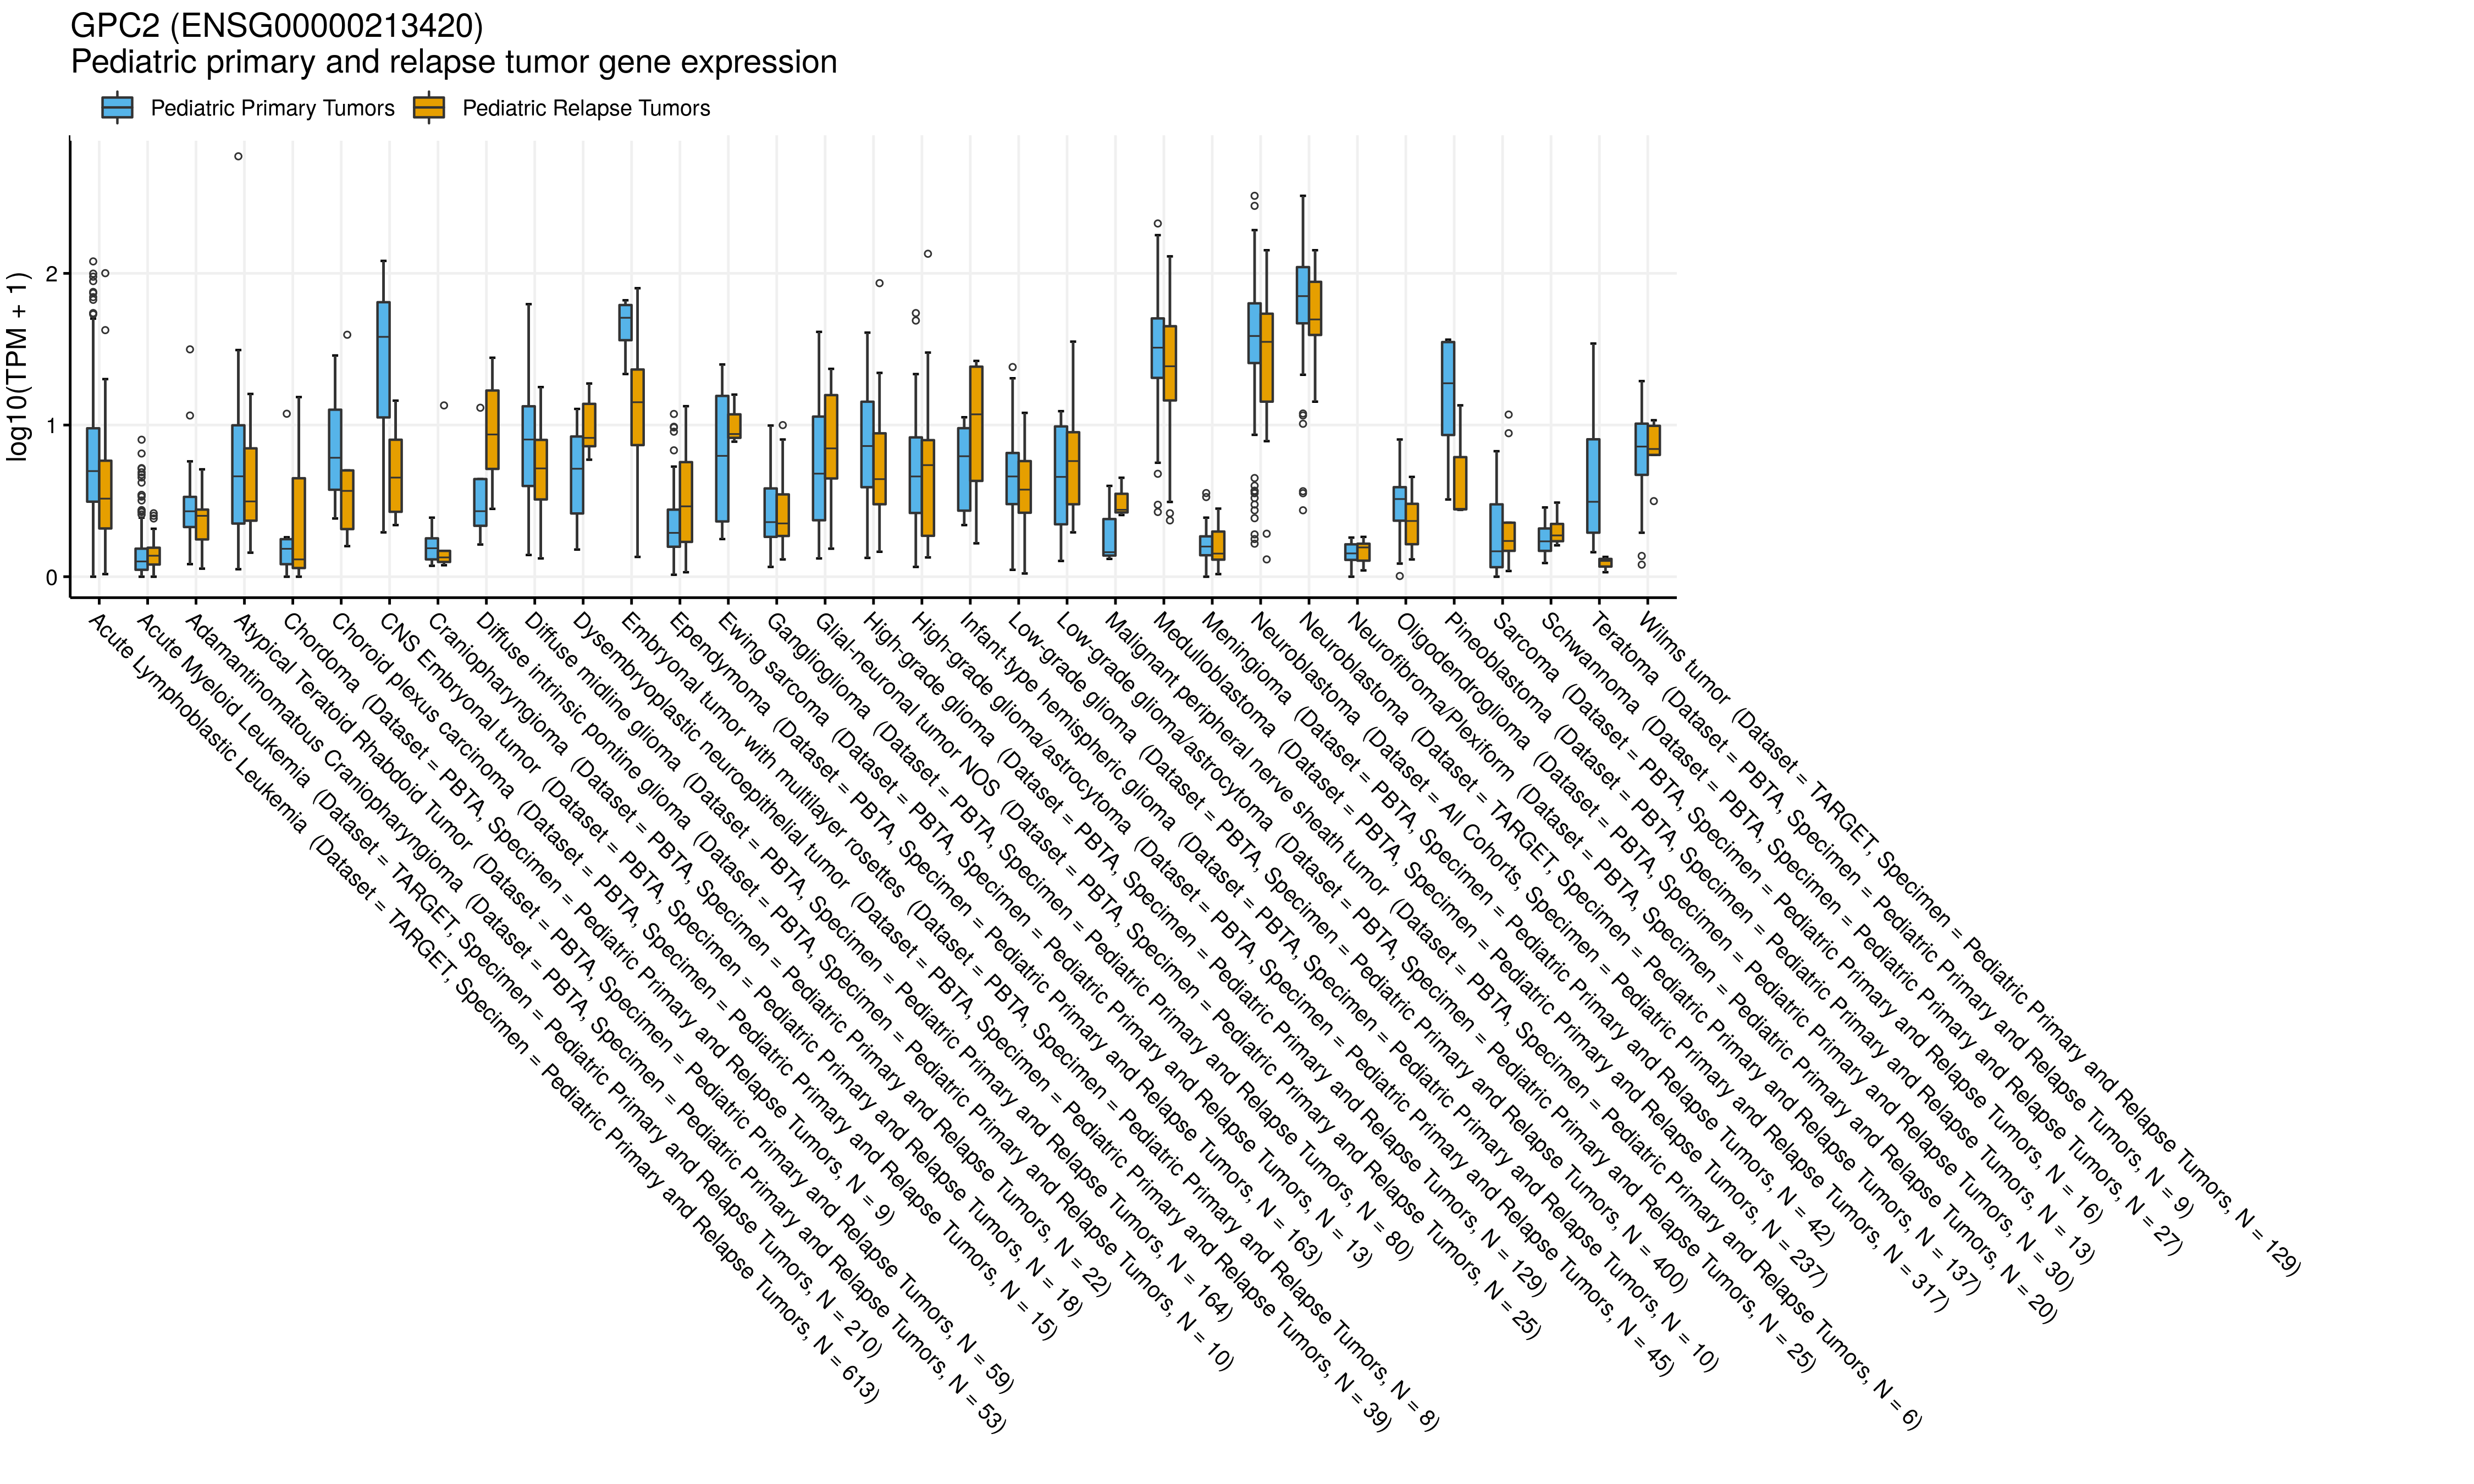 GPC2 (ENSG00000213420)
Pediatric primary and relapse tumor gene expression
Pediatric Primary Tumors
Pediatric Relapse Tumors
log10(TPM + 1)
2
1
0
Acute Lymphoblastic Leukemia (Dataset = TARGET, Specimen = Pediatric Primary and Relapse Tumors, N = 613)
Acute Myeloid Leukemia (Dataset = TARGET, Specimen = Pediatric Primary and Relapse Tumors, N = 210)
Adamantinomatous Craniopharyngioma (Dataset = PBTA, Specimen = Pediatric Primary and Relapse Tumors, N = 53)
Atypical Teratoid Rhabdoid Tumor (Dataset = PBTA, Specimen = Pediatric Primary and Relapse Tumors, N = 59)
Chordoma (Dataset = PBTA, Specimen = Pediatric Primary and Relapse Tumors, N = 9)
Choroid plexus carcinoma (Dataset = PBTA, Specimen = Pediatric Primary and Relapse Tumors, N = 15)
CNS Embryonal tumor (Dataset = PBTA, Specimen = Pediatric Primary and Relapse Tumors, N = 18)
Craniopharyngioma (Dataset = PBTA, Specimen = Pediatric Primary and Relapse Tumors, N = 22)
Diffuse intrinsic pontine glioma (Dataset = PBTA, Specimen = Pediatric Primary and Relapse Tumors, N = 10)
Diffuse midline glioma (Dataset = PBTA, Specimen = Pediatric Primary and Relapse Tumors, N = 164)
Dysembryoplastic neuroepithelial tumor (Dataset = PBTA, Specimen = Pediatric Primary and Relapse Tumors, N = 39)
Embryonal tumor with multilayer rosettes (Dataset = PBTA, Specimen = Pediatric Primary and Relapse Tumors, N = 8)
Ependymoma (Dataset = PBTA, Specimen = Pediatric Primary and Relapse Tumors, N = 163)
Ewing sarcoma (Dataset = PBTA, Specimen = Pediatric Primary and Relapse Tumors, N = 13)
Ganglioglioma (Dataset = PBTA, Specimen = Pediatric Primary and Relapse Tumors, N = 80)
Glial-neuronal tumor NOS (Dataset = PBTA, Specimen = Pediatric Primary and Relapse Tumors, N = 25)
High-grade glioma (Dataset = PBTA, Specimen = Pediatric Primary and Relapse Tumors, N = 129)
High-grade glioma/astrocytoma (Dataset = PBTA, Specimen = Pediatric Primary and Relapse Tumors, N = 45)
Infant-type hemispheric glioma (Dataset = PBTA, Specimen = Pediatric Primary and Relapse Tumors, N = 10)
Low-grade glioma (Dataset = PBTA, Specimen = Pediatric Primary and Relapse Tumors, N = 400)
Low-grade glioma/astrocytoma (Dataset = PBTA, Specimen = Pediatric Primary and Relapse Tumors, N = 25)
Malignant peripheral nerve sheath tumor (Dataset = PBTA, Specimen = Pediatric Primary and Relapse Tumors, N = 6)
Medulloblastoma (Dataset = PBTA, Specimen = Pediatric Primary and Relapse Tumors, N = 237)
Meningioma (Dataset = PBTA, Specimen = Pediatric Primary and Relapse Tumors, N = 42)
Neuroblastoma (Dataset = All Cohorts, Specimen = Pediatric Primary and Relapse Tumors, N = 317)
Neuroblastoma (Dataset = TARGET, Specimen = Pediatric Primary and Relapse Tumors, N = 137)
Neurofibroma/Plexiform (Dataset = PBTA, Specimen = Pediatric Primary and Relapse Tumors, N = 20)
Oligodendroglioma (Dataset = PBTA, Specimen = Pediatric Primary and Relapse Tumors, N = 30)
Pineoblastoma (Dataset = PBTA, Specimen = Pediatric Primary and Relapse Tumors, N = 13)
Sarcoma (Dataset = PBTA, Specimen = Pediatric Primary and Relapse Tumors, N = 16)
Schwannoma (Dataset = PBTA, Specimen = Pediatric Primary and Relapse Tumors, N = 27)
Teratoma (Dataset = PBTA, Specimen = Pediatric Primary and Relapse Tumors, N = 9)
Wilms tumor (Dataset = TARGET, Specimen = Pediatric Primary and Relapse Tumors, N = 129)